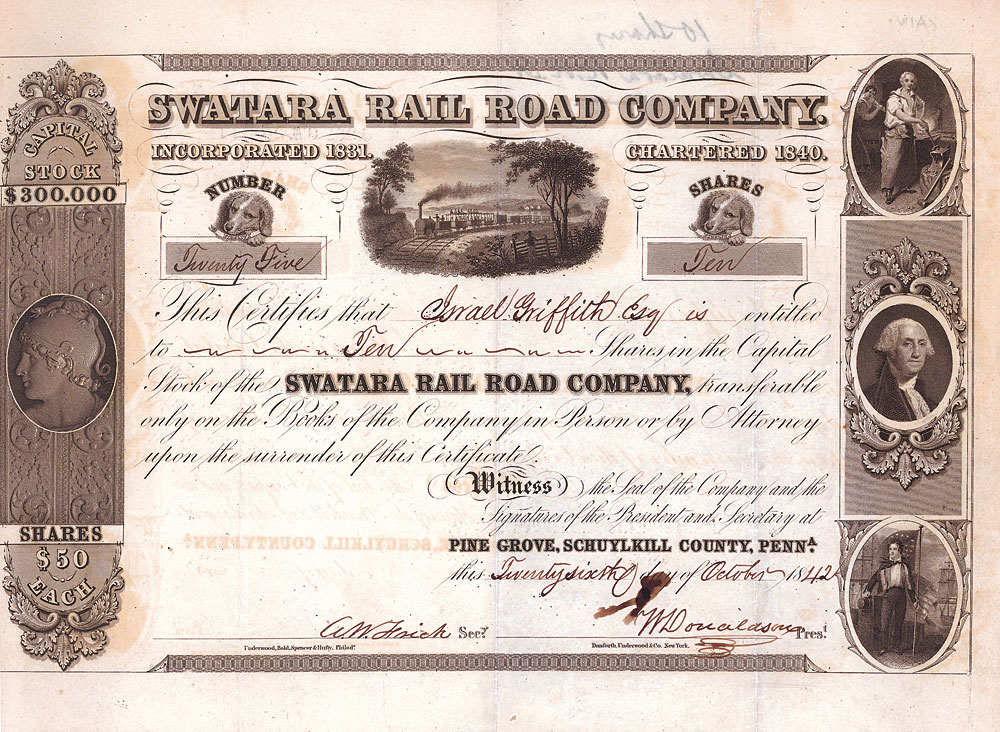 10 Shares
CAPITAL
STOCK
$300.000
SWATARA RAIL ROAD COMPANY.
INCORPORATED 1831.
CHARTERED 1840.
NUMBER
SHARES
Twenty Five
Ten
This Certifies that Israel Griffith Esq is entitled
to Ten Shares in the Capital
Stock of the SWATARA RAIL ROAD COMPANY, transferable
only on the Books of the Company in Person or by Attorney
upon the surrender of this Certificate.
Witness the Seal of the Company and the
Signatures of the President and Secretary at
PINE GROVE, SCHUYLKILL COUNTY, PENNA.
this Twenty sixth day of October 1842
SHARES
$50
EACH
A.W. Frick Secy.
W Donaldson Prest.
Underwood, Bald, Spencer & Hufty, Philada.
Danforth, Underwood & Co. New York.